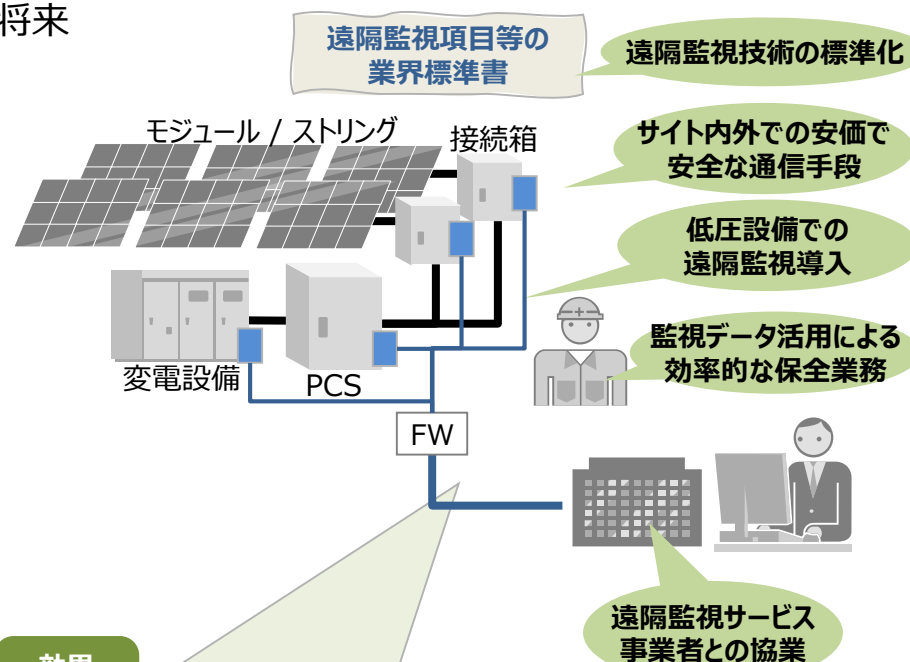 将来
遠隔監視項目等の
業界標準書
遠隔監視技術の標準化
モジュール / ストリング
接続箱
サイト内外での安価で
安全な通信手段
低圧設備での
遠隔監視導入
監視データ活用による
効率的な保全業務
変電設備
PCS
FW
遠隔監視サービス
事業者との協業
効果